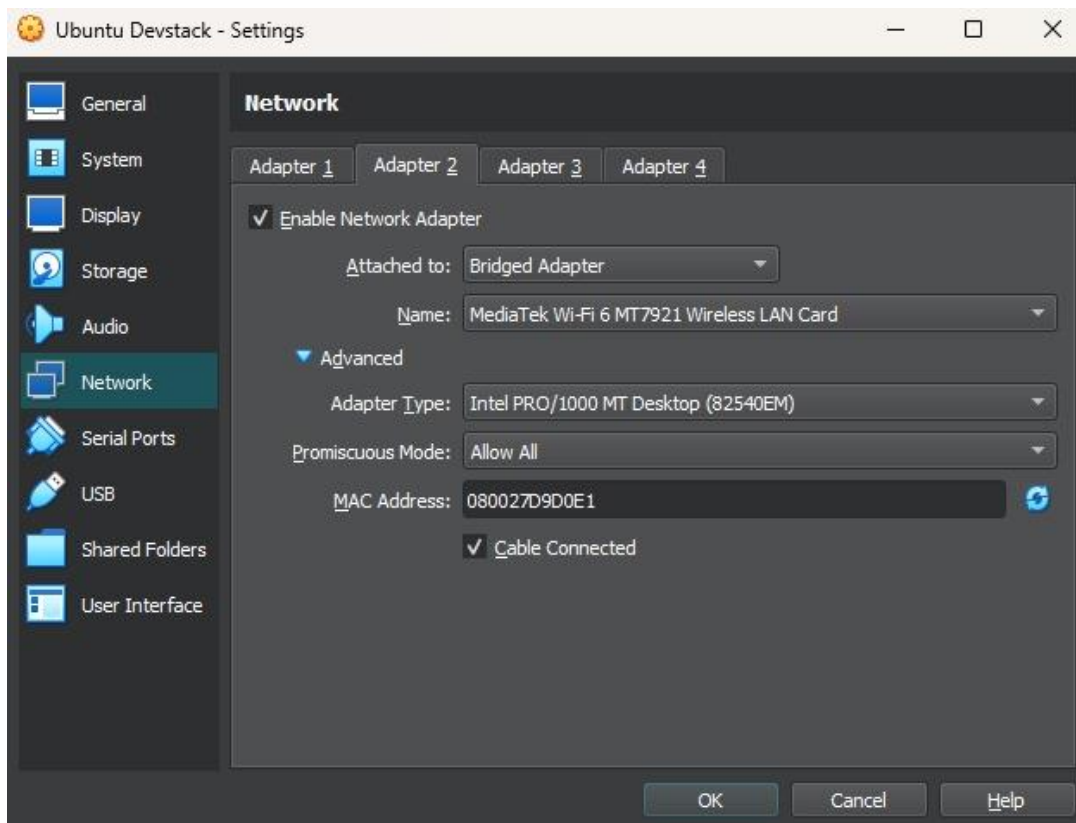 Ubuntu Devstack - Settings
General
System
Display
Storage
Audio
Network
Serial Ports
USB
Shared Folders
User Interface
Network
Adapter 1 Adapter 2 Adapter 3 Adapter 4
Enable Network Adapter
Attached to: Bridged Adapter
Name: MediaTek Wi-Fi 6 MT7921 Wireless LAN Card
Advanced
Adapter Type: Intel PRO/1000 MT Desktop (82540EM)
Promiscuous Mode: Allow All
MAC Address: 080027D9D0E1
Cable Connected
OK Cancel Help